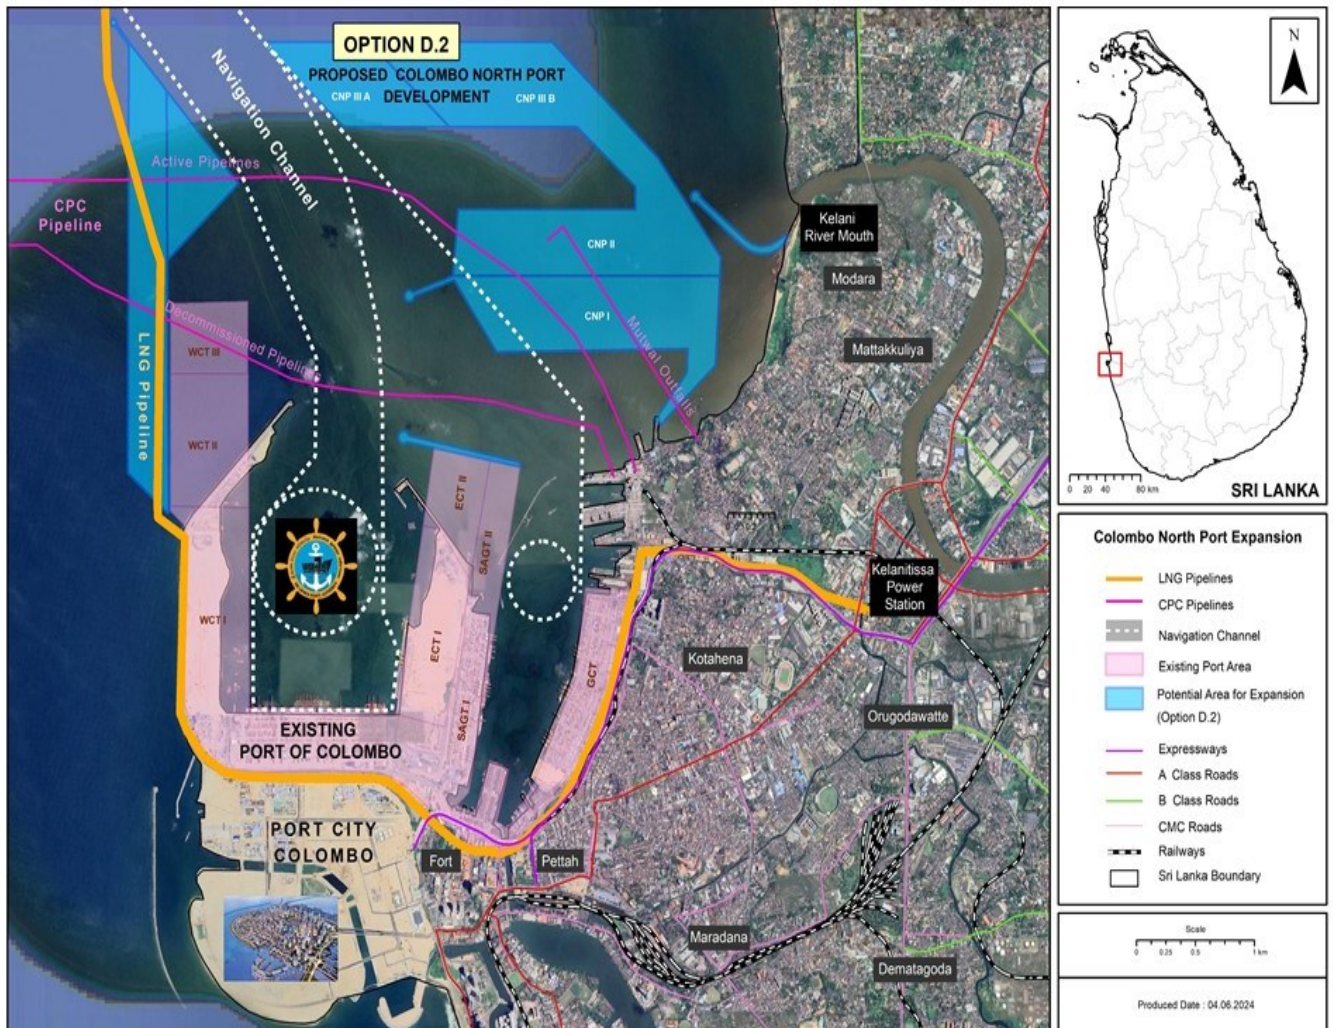 OPTION D.2
PROPOSED COLOMBO NORTH PORT
DEVELOPMENT
CNP III A
CNP III B
Navigation Channel
Active Pipelines
CPC
Pipeline
Decommissioned Pipelines
LNG Pipeline
CNP II
CNP I
Mutwal Outfalls
Kelani
River Mouth
Modara
Mattakkuliya
WCT III
WCT II
WCT I
ECT II
SAGT II
ECT I
SAGT I
GCT
Kelanitissa
Power
Station
Kotahena
Orugodawatte
EXISTING
PORT OF COLOMBO
PORT CITY
COLOMBO
Fort
Pettah
Maradana
Dematagoda
N
0 20 40 80 km
SRI LANKA
Colombo North Port Expansion
LNG Pipelines
CPC Pipelines
Navigation Channel
Existing Port Area
Potential Area for Expansion
(Option D.2)
Expressways
A Class Roads
B Class Roads
CMC Roads
Railways
Sri Lanka Boundary
Scale
0 0.25 0.5 1 km
Produced Date : 04.06.2024